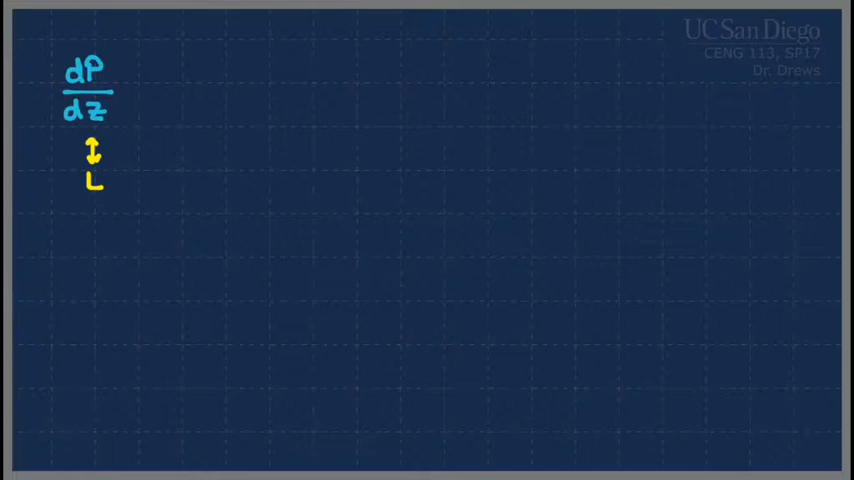 UC San Diego
CENG 113, SP17
Dr. Drews
dP
dz
L